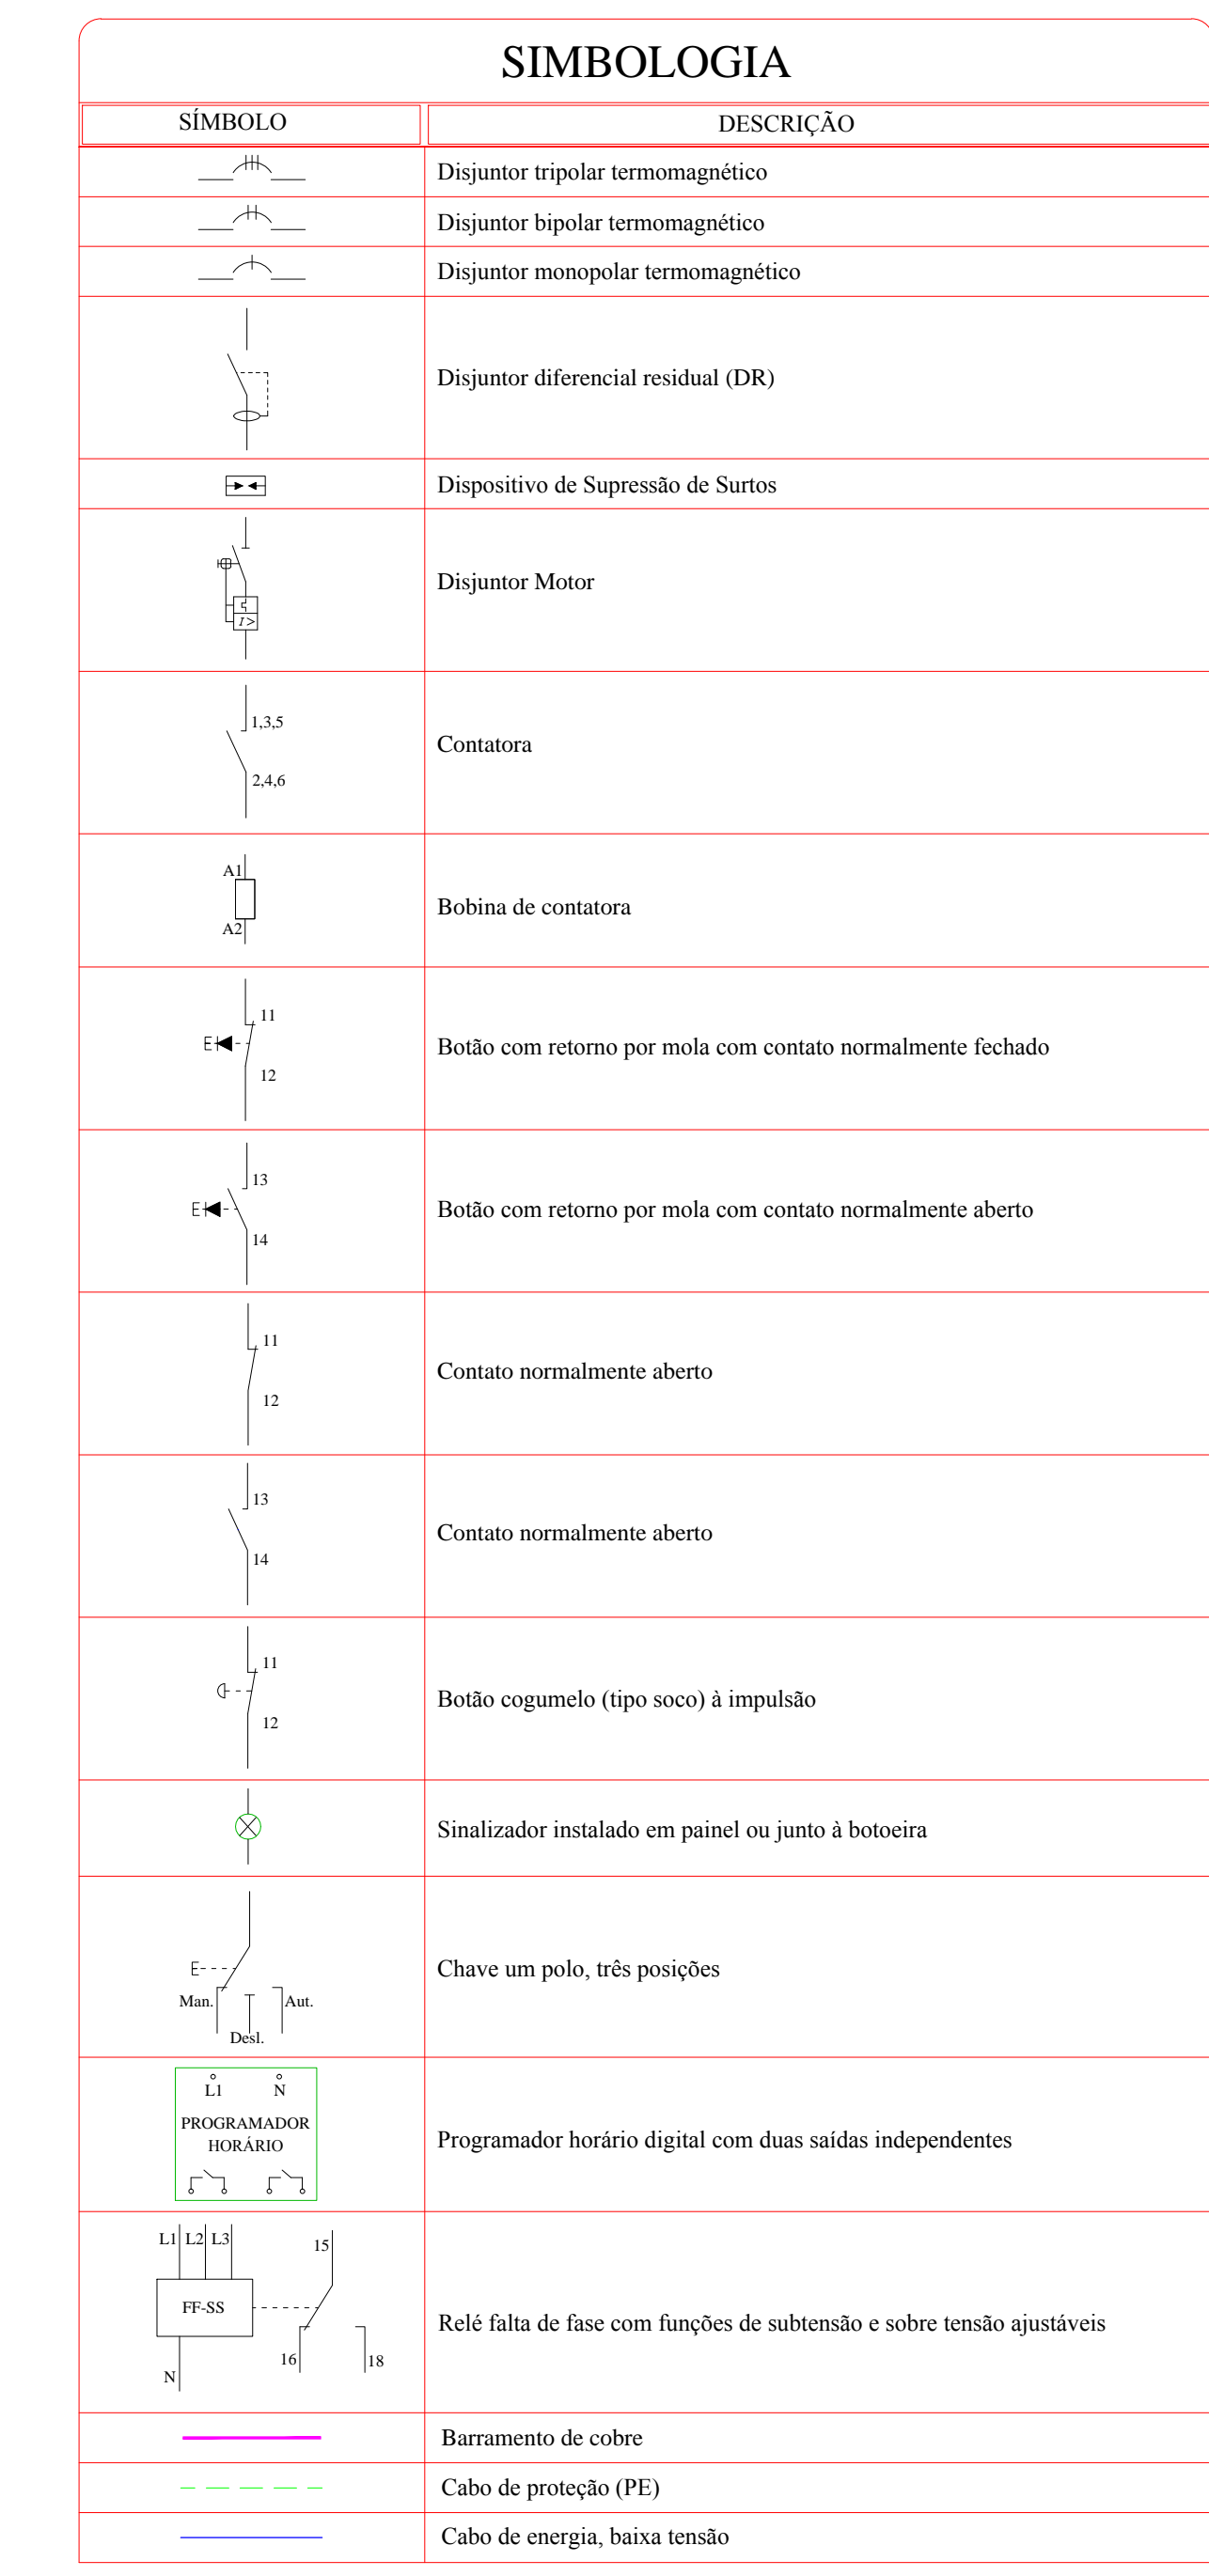 SIMBOLOGIA
SÍMBOLO
DESCRIÇÃO
Disjuntor tripolar termomagnético
Disjuntor bipolar termomagnético
Disjuntor monopolar termomagnético
Disjuntor diferencial residual (DR)
Dispositivo de Supressão de Surtos
I>
Disjuntor Motor
1,3,5
2,4,6
Contatora
A1
A2
Bobina de contatora
11
12
Botão com retorno por mola com contato normalmente fechado
13
14
Botão com retorno por mola com contato normalmente aberto
11
12
Contato normalmente aberto
13
14
Contato normalmente aberto
11
12
Botão cogumelo (tipo soco) à impulsão
Sinalizador instalado em painel ou junto à botoeira
Man.
Aut.
Desl.
Chave um polo, três posições
L1 N
PROGRAMADOR
HORÁRIO
Programador horário digital com duas saídas independentes
L1 L2 L3
15
FF-SS
16
18
N
Relé falta de fase com funções de subtensão e sobre tensão ajustáveis
Barramento de cobre
Cabo de proteção (PE)
Cabo de energia, baixa tensão